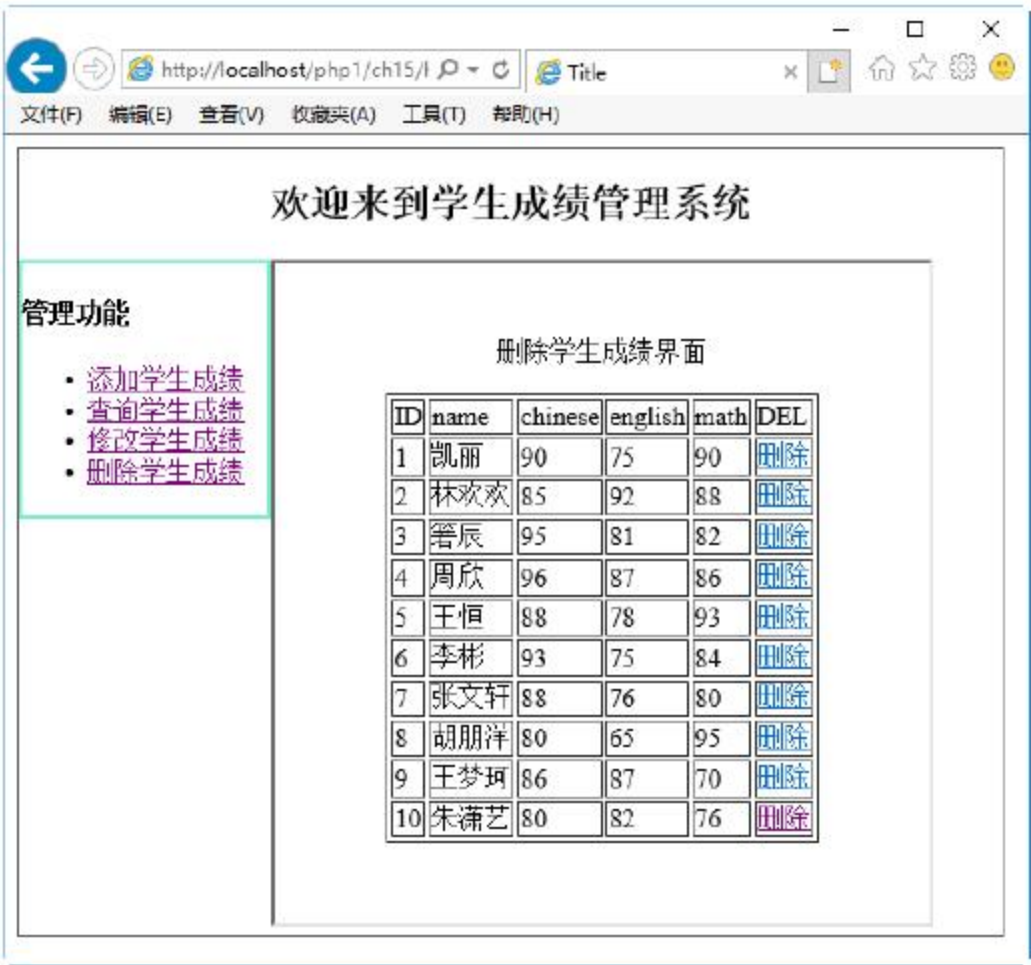 http://localhost/php1/ch15/
Title
文件(F) 编辑(E) 查看(V) 收藏夹(A) 工具(T) 帮助(H)
欢迎来到学生成绩管理系统
管理功能
• 添加学生成绩
• 查询学生成绩
• 修改学生成绩
• 删除学生成绩
删除学生成绩界面
ID name chinese english math DEL
1 凯丽 90 75 90 删除
2 林欢欢 85 92 88 删除
3 箬辰 95 81 82 删除
4 周欣 96 87 86 删除
5 王恒 88 78 93 删除
6 李彬 93 75 84 删除
7 张文轩 88 76 80 删除
8 胡朋洋 80 65 95 删除
9 王梦珂 86 87 70 删除
10 朱潇艺 80 82 76 删除